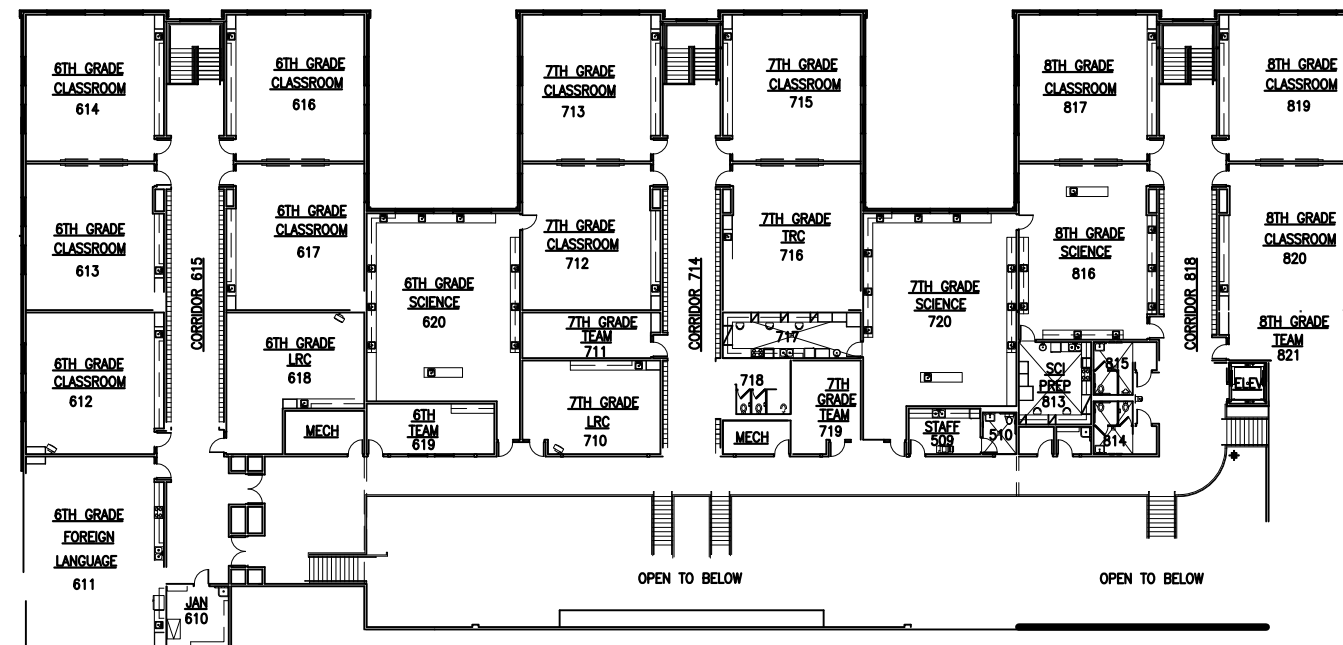 6TH GRADE
CLASSROOM
614
6TH GRADE
CLASSROOM
616
7TH GRADE
CLASSROOM
713
7TH GRADE
CLASSROOM
715
8TH GRADE
CLASSROOM
817
8TH GRADE
CLASSROOM
819
6TH GRADE
CLASSROOM
613
CORRIDOR 615
6TH GRADE
CLASSROOM
617
6TH GRADE
SCIENCE
620
7TH GRADE
CLASSROOM
712
CORRIDOR 714
7TH GRADE
TRC
716
7TH GRADE
SCIENCE
720
8TH GRADE
SCIENCE
816
CORRIDOR 818
8TH GRADE
CLASSROOM
820
6TH GRADE
CLASSROOM
612
6TH GRADE
LRC
618
7TH GRADE
TEAM
711
717
8TH GRADE
TEAM
821
MECH
6TH
TEAM
619
7TH GRADE
LRC
710
718
MECH
7TH
GRADE
TEAM
719
STAFF
509
510
SCI
PREP
813
815
814
ELEV
6TH GRADE
FOREIGN
LANGUAGE
611
JAN
610
OPEN TO BELOW
OPEN TO BELOW